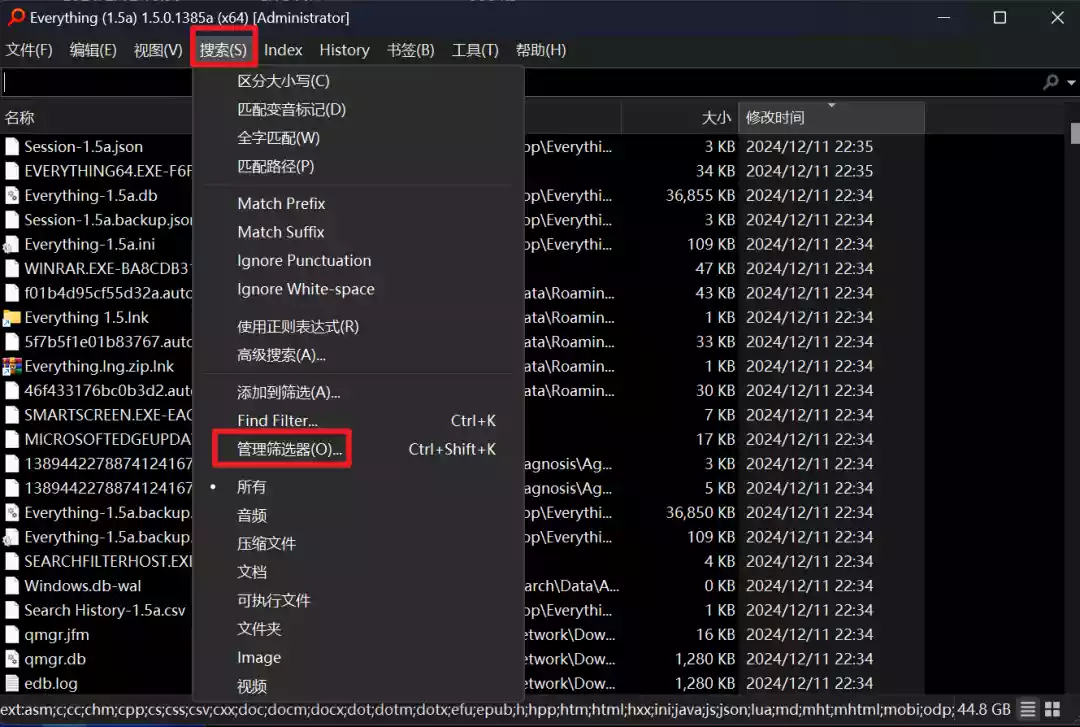 Everything (1.5a) 1.5.0.1385a (x64) [Administrator]
文件(F) 编辑(E) 视图(V) 搜索(S) Index History 书签(B) 工具(T) 帮助(H)
区分大小写(C)
匹配变音标记(D)
全字匹配(W)
匹配路径(P)
Match Prefix
Match Suffix
Ignore Punctuation
Ignore White-space
使用正则表达式(R)
高级搜索(A)...
添加到筛选(A)...
Find Filter... Ctrl+K
管理筛选器(O)... Ctrl+Shift+K
• 所有
音频
压缩文件
文档
可执行文件
文件夹
Image
视频
名称 大小 修改时间
Session-1.5a.json op\Everythi... 3 KB 2024/12/11 22:35
EVERYTHING64.EXE-F6F 34 KB 2024/12/11 22:35
Everything-1.5a.db op\Everythi... 36,855 KB 2024/12/11 22:34
Session-1.5a.backup.json op\Everythi... 3 KB 2024/12/11 22:34
Everything-1.5a.ini op\Everythi... 109 KB 2024/12/11 22:34
WINRAR.EXE-BA8CDB31 47 KB 2024/12/11 22:34
f01b4d95cf55d32a.auto ata\Roamin... 43 KB 2024/12/11 22:34
Everything 1.5.lnk ata\Roamin... 1 KB 2024/12/11 22:34
5f7b5f1e01b83767.auto ata\Roamin... 33 KB 2024/12/11 22:34
Everything.lng.zip.lnk ata\Roamin... 1 KB 2024/12/11 22:34
46f433176bc0b3d2.aut ata\Roamin... 30 KB 2024/12/11 22:34
SMARTSCREEN.EXE-EAC 7 KB 2024/12/11 22:34
MICROSOFTEDGEUPDA 17 KB 2024/12/11 22:34
1389442278874124167 agnosis\Ag... 3 KB 2024/12/11 22:34
1389442278874124167 agnosis\Ag... 5 KB 2024/12/11 22:34
Everything-1.5a.backup. op\Everythi... 36,850 KB 2024/12/11 22:34
Everything-1.5a.backup. op\Everythi... 109 KB 2024/12/11 22:34
SEARCHFILTERHOST.EXE 4 KB 2024/12/11 22:34
Windows.db-wal arch\Data\A... 0 KB 2024/12/11 22:34
Search History-1.5a.csv op\Everythi... 1 KB 2024/12/11 22:34
qmgr.jfm etwork\Dow... 16 KB 2024/12/11 22:34
qmgr.db etwork\Dow... 1,280 KB 2024/12/11 22:34
edb.log etwork\Dow... 1,280 KB 2024/12/11 22:34
ext:asm;c;cc;chm;cpp;cs;css;csv;cxx;doc;docm;docx;dot;dotm;dotx;efu;epub;h;hpp;htm;html;hxx;ini;java;js;json;lua;md;mht;mhtml;mobi;odp; 44.8 GB